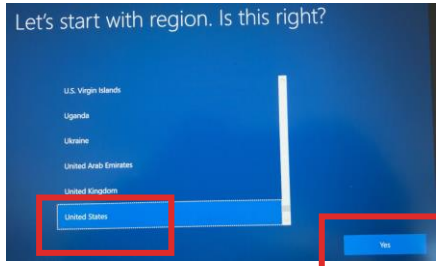 Let's start with region. Is this right?
U.S. Virgin Islands
Uganda
Ukraine
United Arab Emirates
United Kingdom
United States
Yes